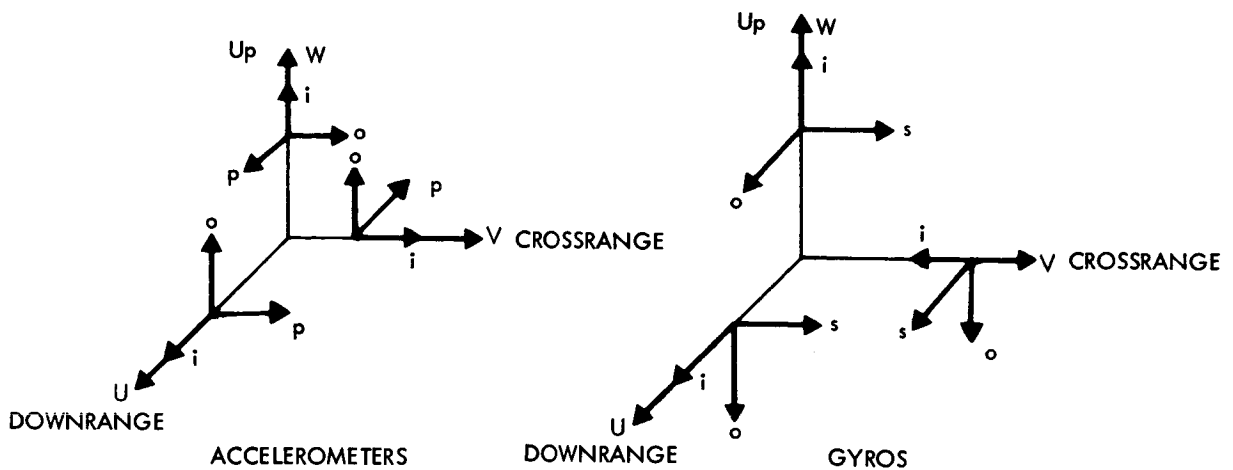 Up W
i
o
p
o
p
V CROSSRANGE
i
o
p
i
U
DOWNRANGE
ACCELEROMETERS
Up W
i
s
o
i
V CROSSRANGE
s
o
s
i
U
o
DOWNRANGE
GYROS